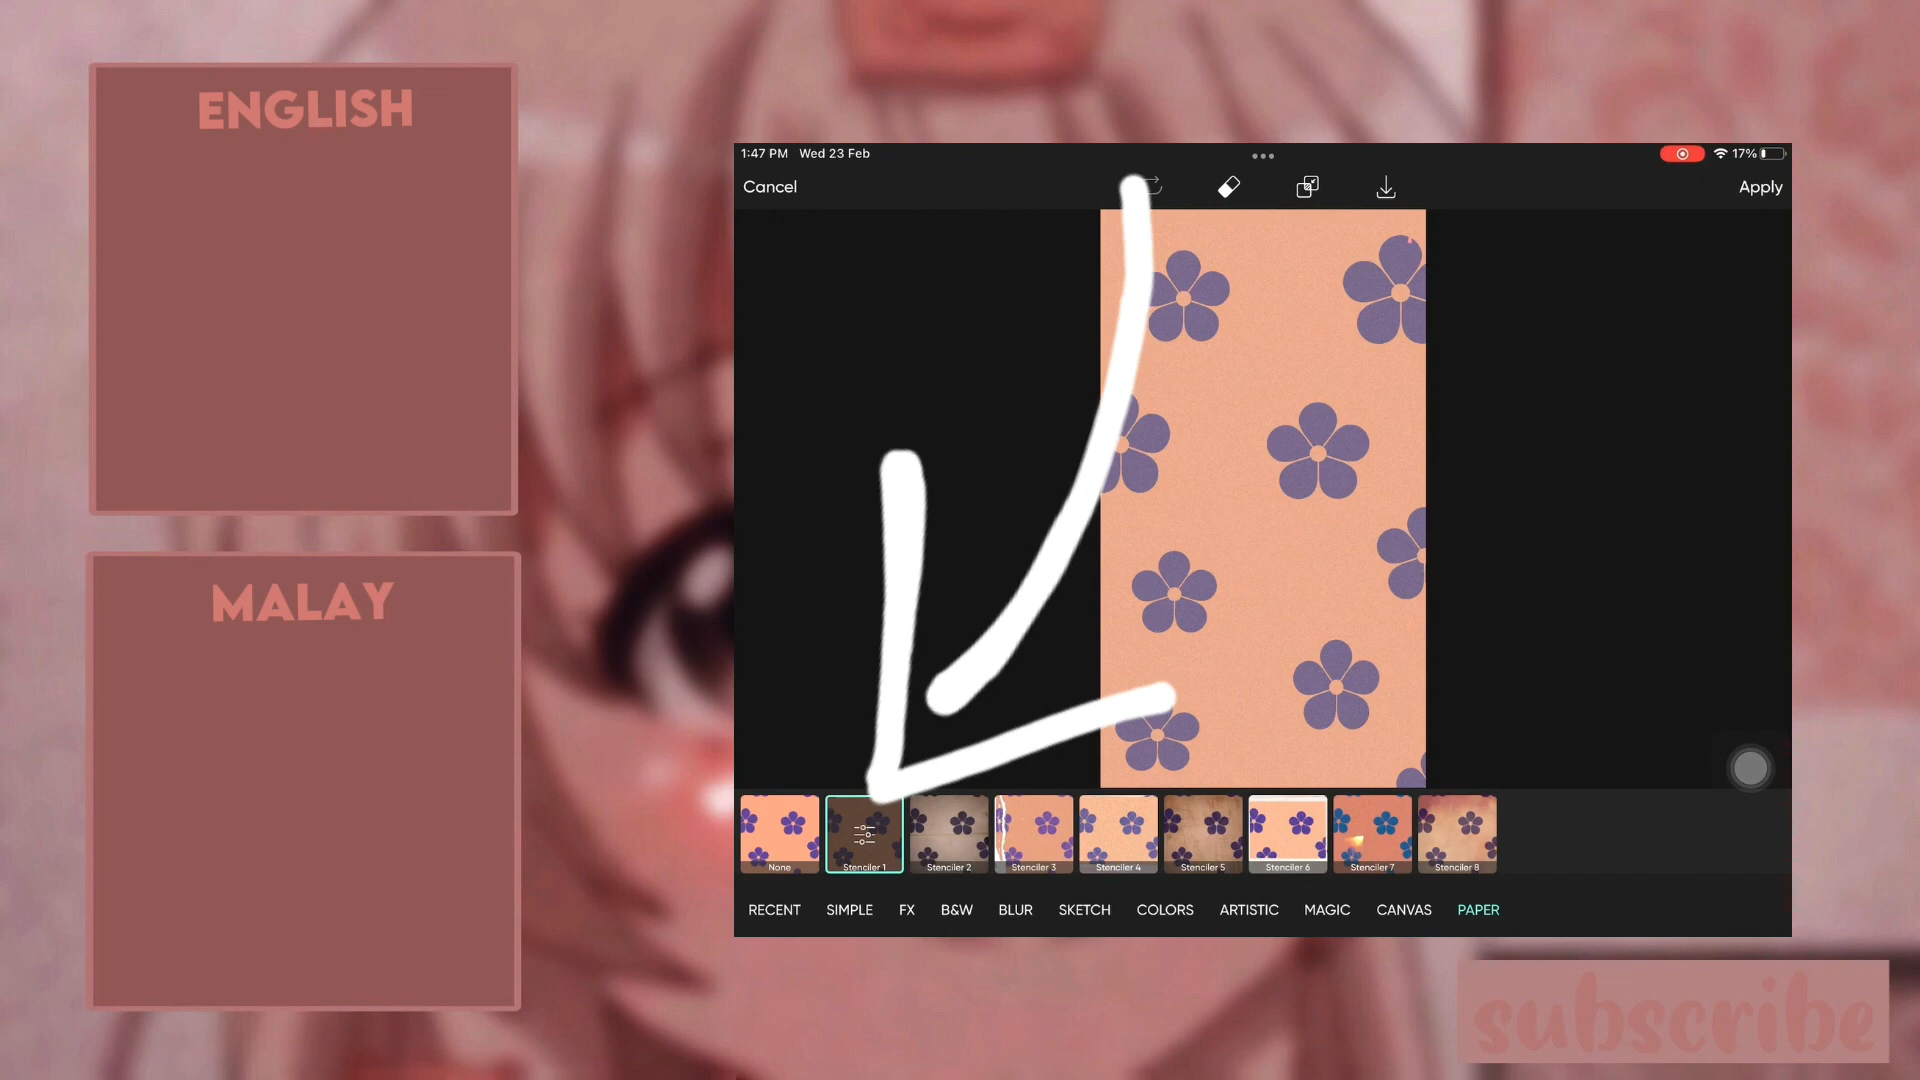 ENGLISH
MALAY
1:47 PM Wed 23 Feb
17%
Cancel
Apply
None
Stenciler 1
Stenciler 2
Stenciler 3
Stenciler 4
Stenciler 5
Stenciler 6
Stenciler 7
Stenciler 8
RECENT SIMPLE FX B&W BLUR SKETCH COLORS ARTISTIC MAGIC CANVAS PAPER
subscribe